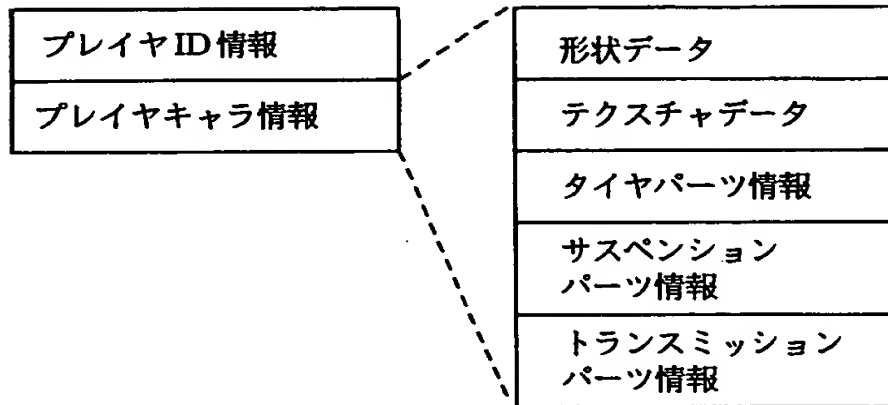 プレイヤID情報
プレイヤキャラ情報
形状データ
テクスチャデータ
タイヤパーツ情報
サスペンション
パーツ情報
トランスミッション
パーツ情報